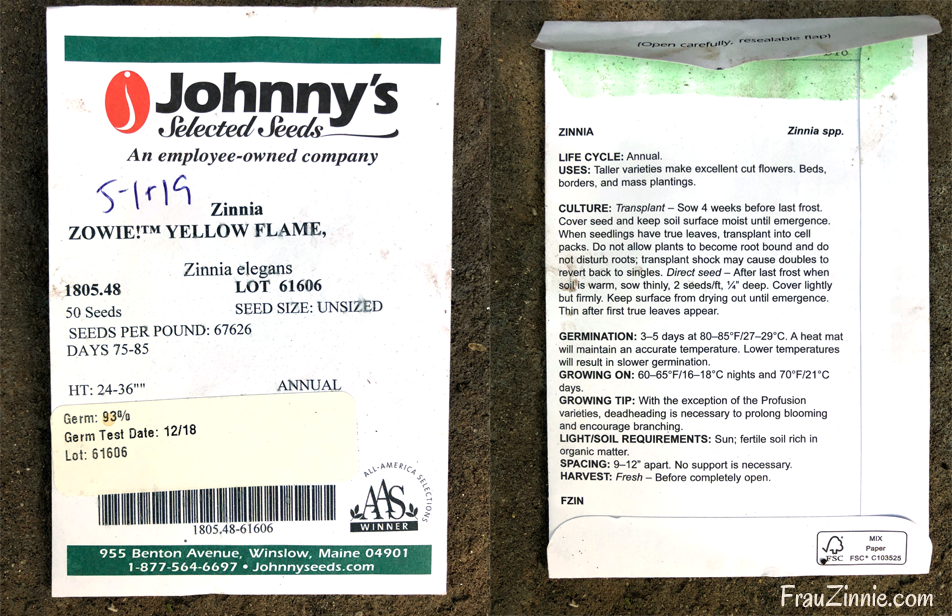 Johnny's
Selected Seeds
An employee-owned company
Zinnia
ZOWIE!™ YELLOW FLAME,
Zinnia elegans
1805.48
LOT 61606
50 Seeds
SEED SIZE: UNSIZED
SEEDS PER POUND: 67626
DAYS 75-85
HT: 24-36""
ANNUAL
Germ: 93%
Germ Test Date: 12/18
Lot: 61606
1805.48-61606
ALL-AMERICA SELECTIONS
AAS
WINNER
955 Benton Avenue, Winslow, Maine 04901
1-877-564-6697 • Johnnyseeds.com
(Open carefully, resealable flap)
ZINNIA
Zinnia spp.
LIFE CYCLE: Annual.
USES: Taller varieties make excellent cut flowers. Beds,
borders, and mass plantings.
CULTURE: Transplant – Sow 4 weeks before last frost.
Cover seed and keep soil surface moist until emergence.
When seedlings have true leaves, transplant into cell
packs. Do not allow plants to become root bound and do
not disturb roots; transplant shock may cause doubles to
revert back to singles. Direct seed – After last frost when
soil is warm, sow thinly, 2 seeds/ft, ¼" deep. Cover lightly
but firmly. Keep surface from drying out until emergence.
Thin after first true leaves appear.
GERMINATION: 3–5 days at 80–85°F/27–29°C. A heat mat
will maintain an accurate temperature. Lower temperatures
will result in slower germination.
GROWING ON: 60–65°F/16–18°C nights and 70°F/21°C
days.
GROWING TIP: With the exception of the Profusion
varieties, deadheading is necessary to prolong blooming
and encourage branching.
LIGHT/SOIL REQUIREMENTS: Sun; fertile soil rich in
organic matter.
SPACING: 9–12" apart. No support is necessary.
HARVEST: Fresh – Before completely open.
FZIN
FSC
MIX
Paper
FSC® C103525
FrauZinnie.com